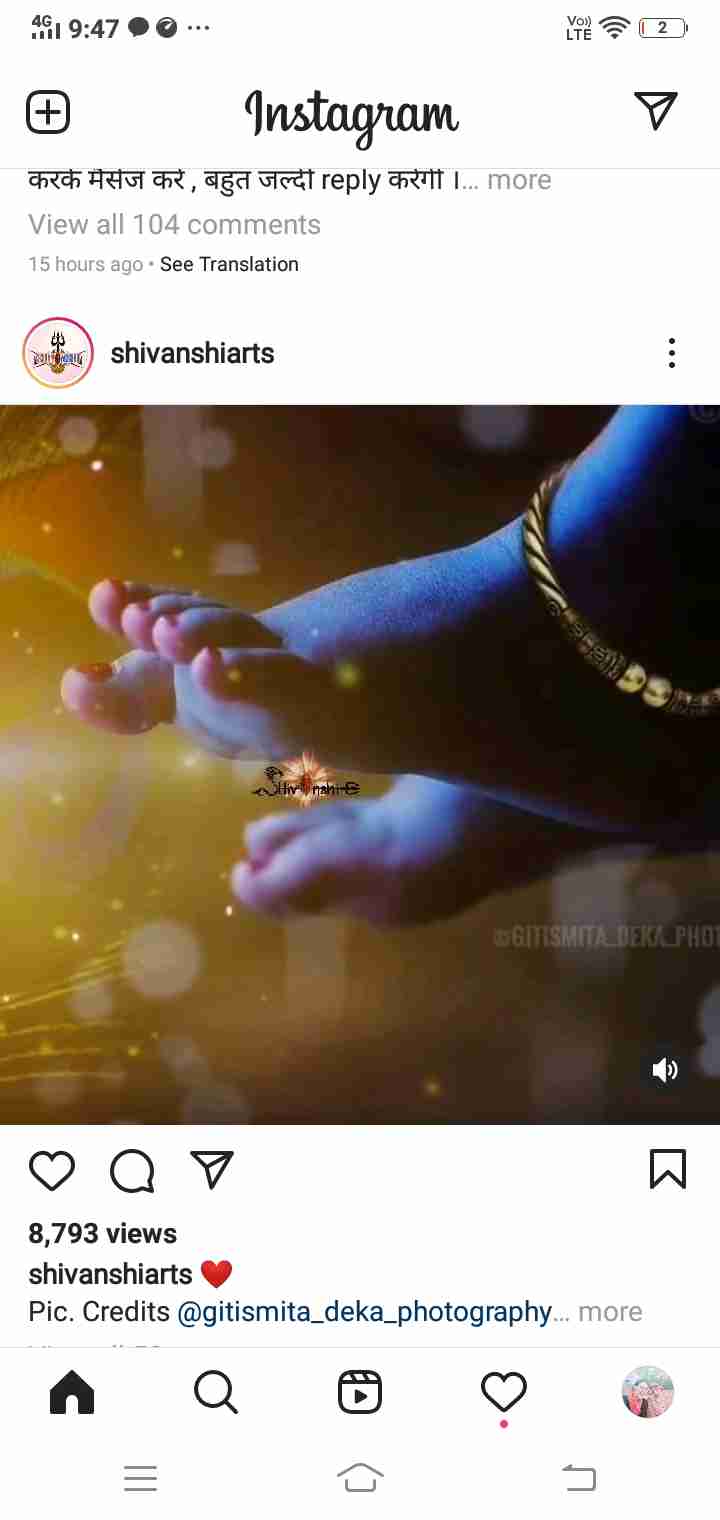 4G 9:47 ... Vo)) LTE 2
Instagram
करके मैसेज करे , बहुत जल्दी reply करेगी ।... more
View all 104 comments
15 hours ago • See Translation
shivanshiarts
©GITISMITA_DEKA_PHOT
8,793 views
shivanshiarts ❤️
Pic. Credits @gitismita_deka_photography... more